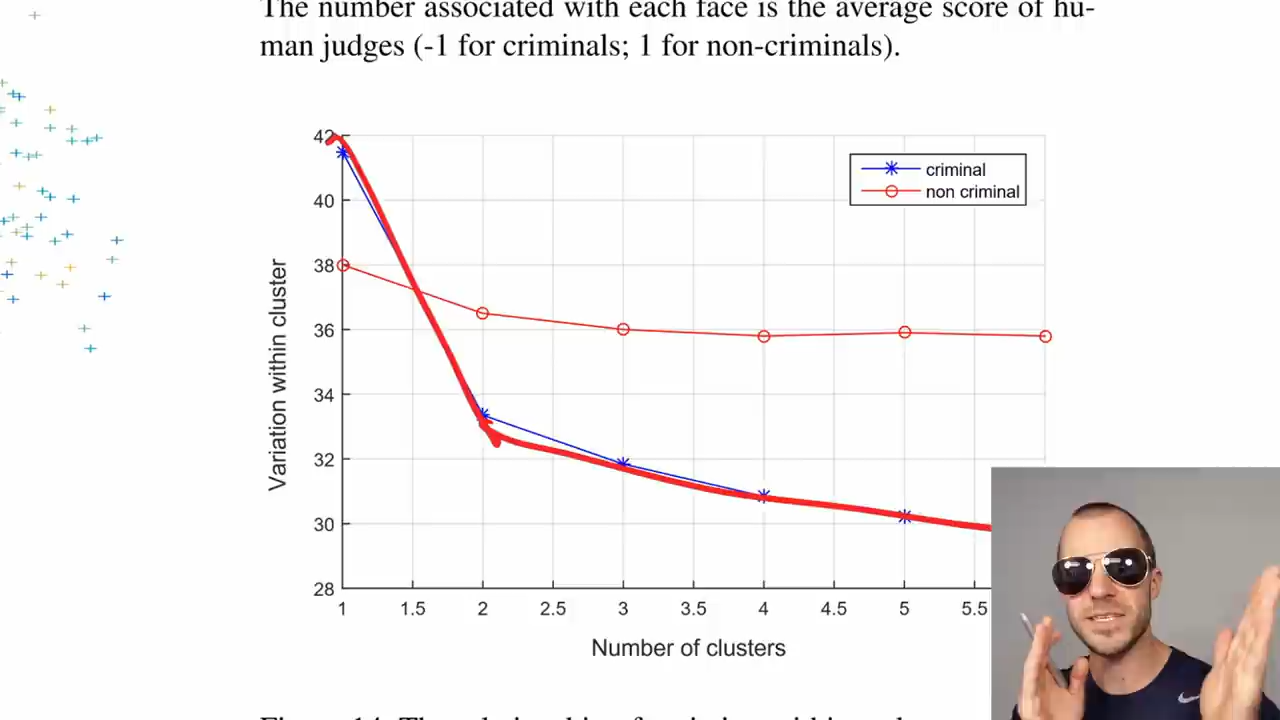 The number associated with each face is the average score of hu-
man judges (-1 for criminals; 1 for non-criminals).
42
40
38
36
34
32
30
28
Variation within cluster
criminal
non criminal
1 1.5 2 2.5 3 3.5 4 4.5 5 5.5
Number of clusters